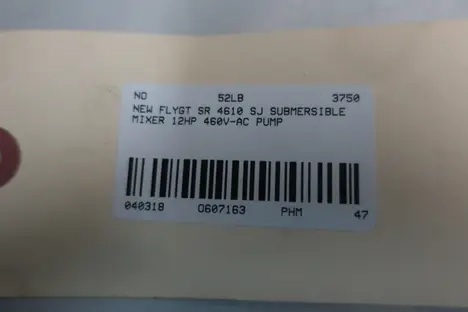 NO 52LB 3750
NEW FLYGT SR 4610 SJ SUBMERSIBLE
MIXER 12HP 460V-AC PUMP
040318 0607163 PHM 47